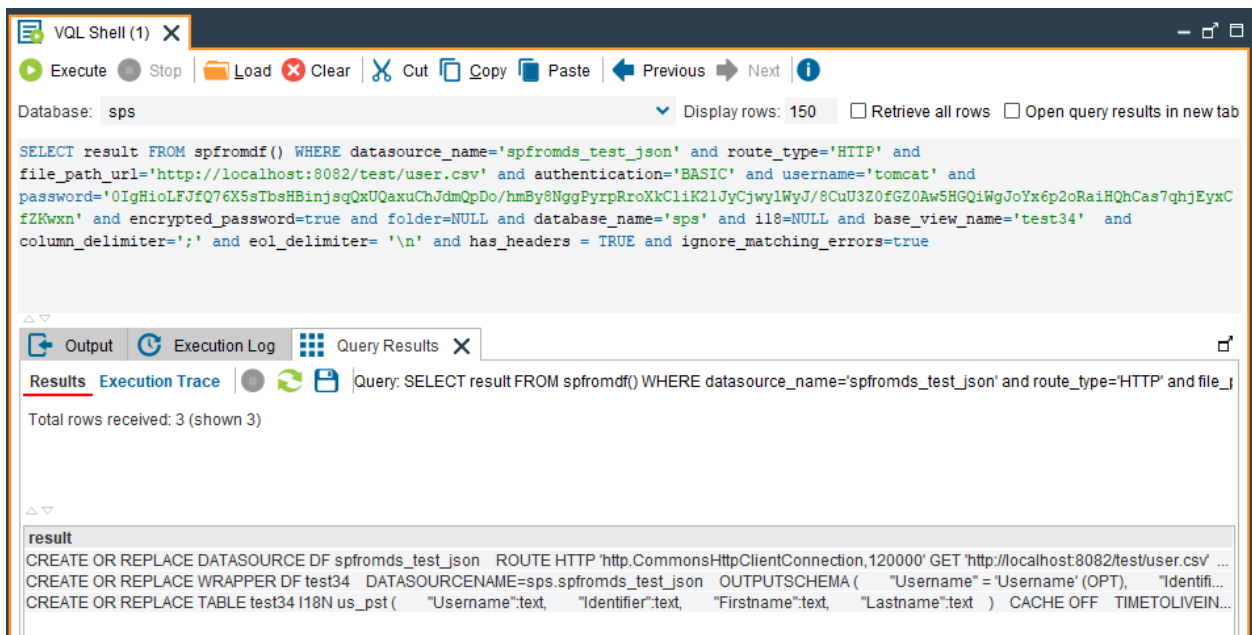 VQL Shell (1)
Execute Stop Load Clear Cut Copy Paste Previous Next
Database: sps Display rows: 150 Retrieve all rows Open query results in new tab
SELECT result FROM spfromdf() WHERE datasource_name='spfromds_test_json' and route_type='HTTP' and
file_path_url='http://localhost:8082/test/user.csv' and authentication='BASIC' and username='tomcat' and
password='0IgHioLFJfQ76X5sTbsHBinjsqQxUQaxuChJdmQpDo/hmBy8NggPyrpRroXkCliK2lJyCjwylWyJ/8CuU3Z0fGZ0Aw5HGQiWgJoYx6p2oRaiHQhCas7qhjEyxC
fZKwxn' and encrypted_password=true and folder=NULL and database_name='sps' and i18=NULL and base_view_name='test34' and
column_delimiter=';' and eol_delimiter= '\n' and has_headers = TRUE and ignore_matching_errors=true
Output Execution Log Query Results
Results Execution Trace Query: SELECT result FROM spfromdf() WHERE datasource_name='spfromds_test_json' and route_type='HTTP' and file_p
Total rows received: 3 (shown 3)
result
CREATE OR REPLACE DATASOURCE DF spfromds_test_json ROUTE HTTP 'http.CommonsHttpClientConnection,120000' GET 'http://localhost:8082/test/user.csv' ...
CREATE OR REPLACE WRAPPER DF test34 DATASOURCENAME=sps.spfromds_test_json OUTPUTSCHEMA ( "Username" = 'Username' (OPT), "Identifi...
CREATE OR REPLACE TABLE test34 I18N us_pst ( "Username":text, "Identifier":text, "Firstname":text, "Lastname":text ) CACHE OFF TIMETOLIVEIN...